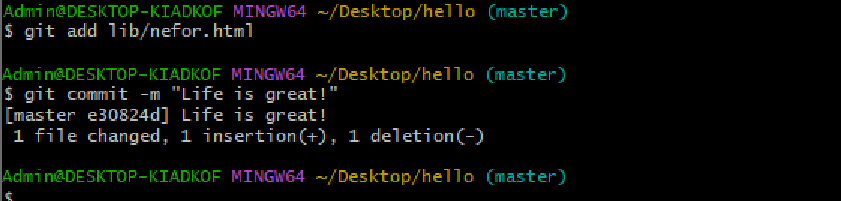 Admin@DESKTOP-KIADKOF MINGW64 ~/Desktop/hello (master)
$ git add lib/nefor.html
Admin@DESKTOP-KIADKOF MINGW64 ~/Desktop/hello (master)
$ git commit -m "Life is great!"
[master e30824d] Life is great!
1 file changed, 1 insertion(+), 1 deletion(-)
Admin@DESKTOP-KIADKOF MINGW64 ~/Desktop/hello (master)
$